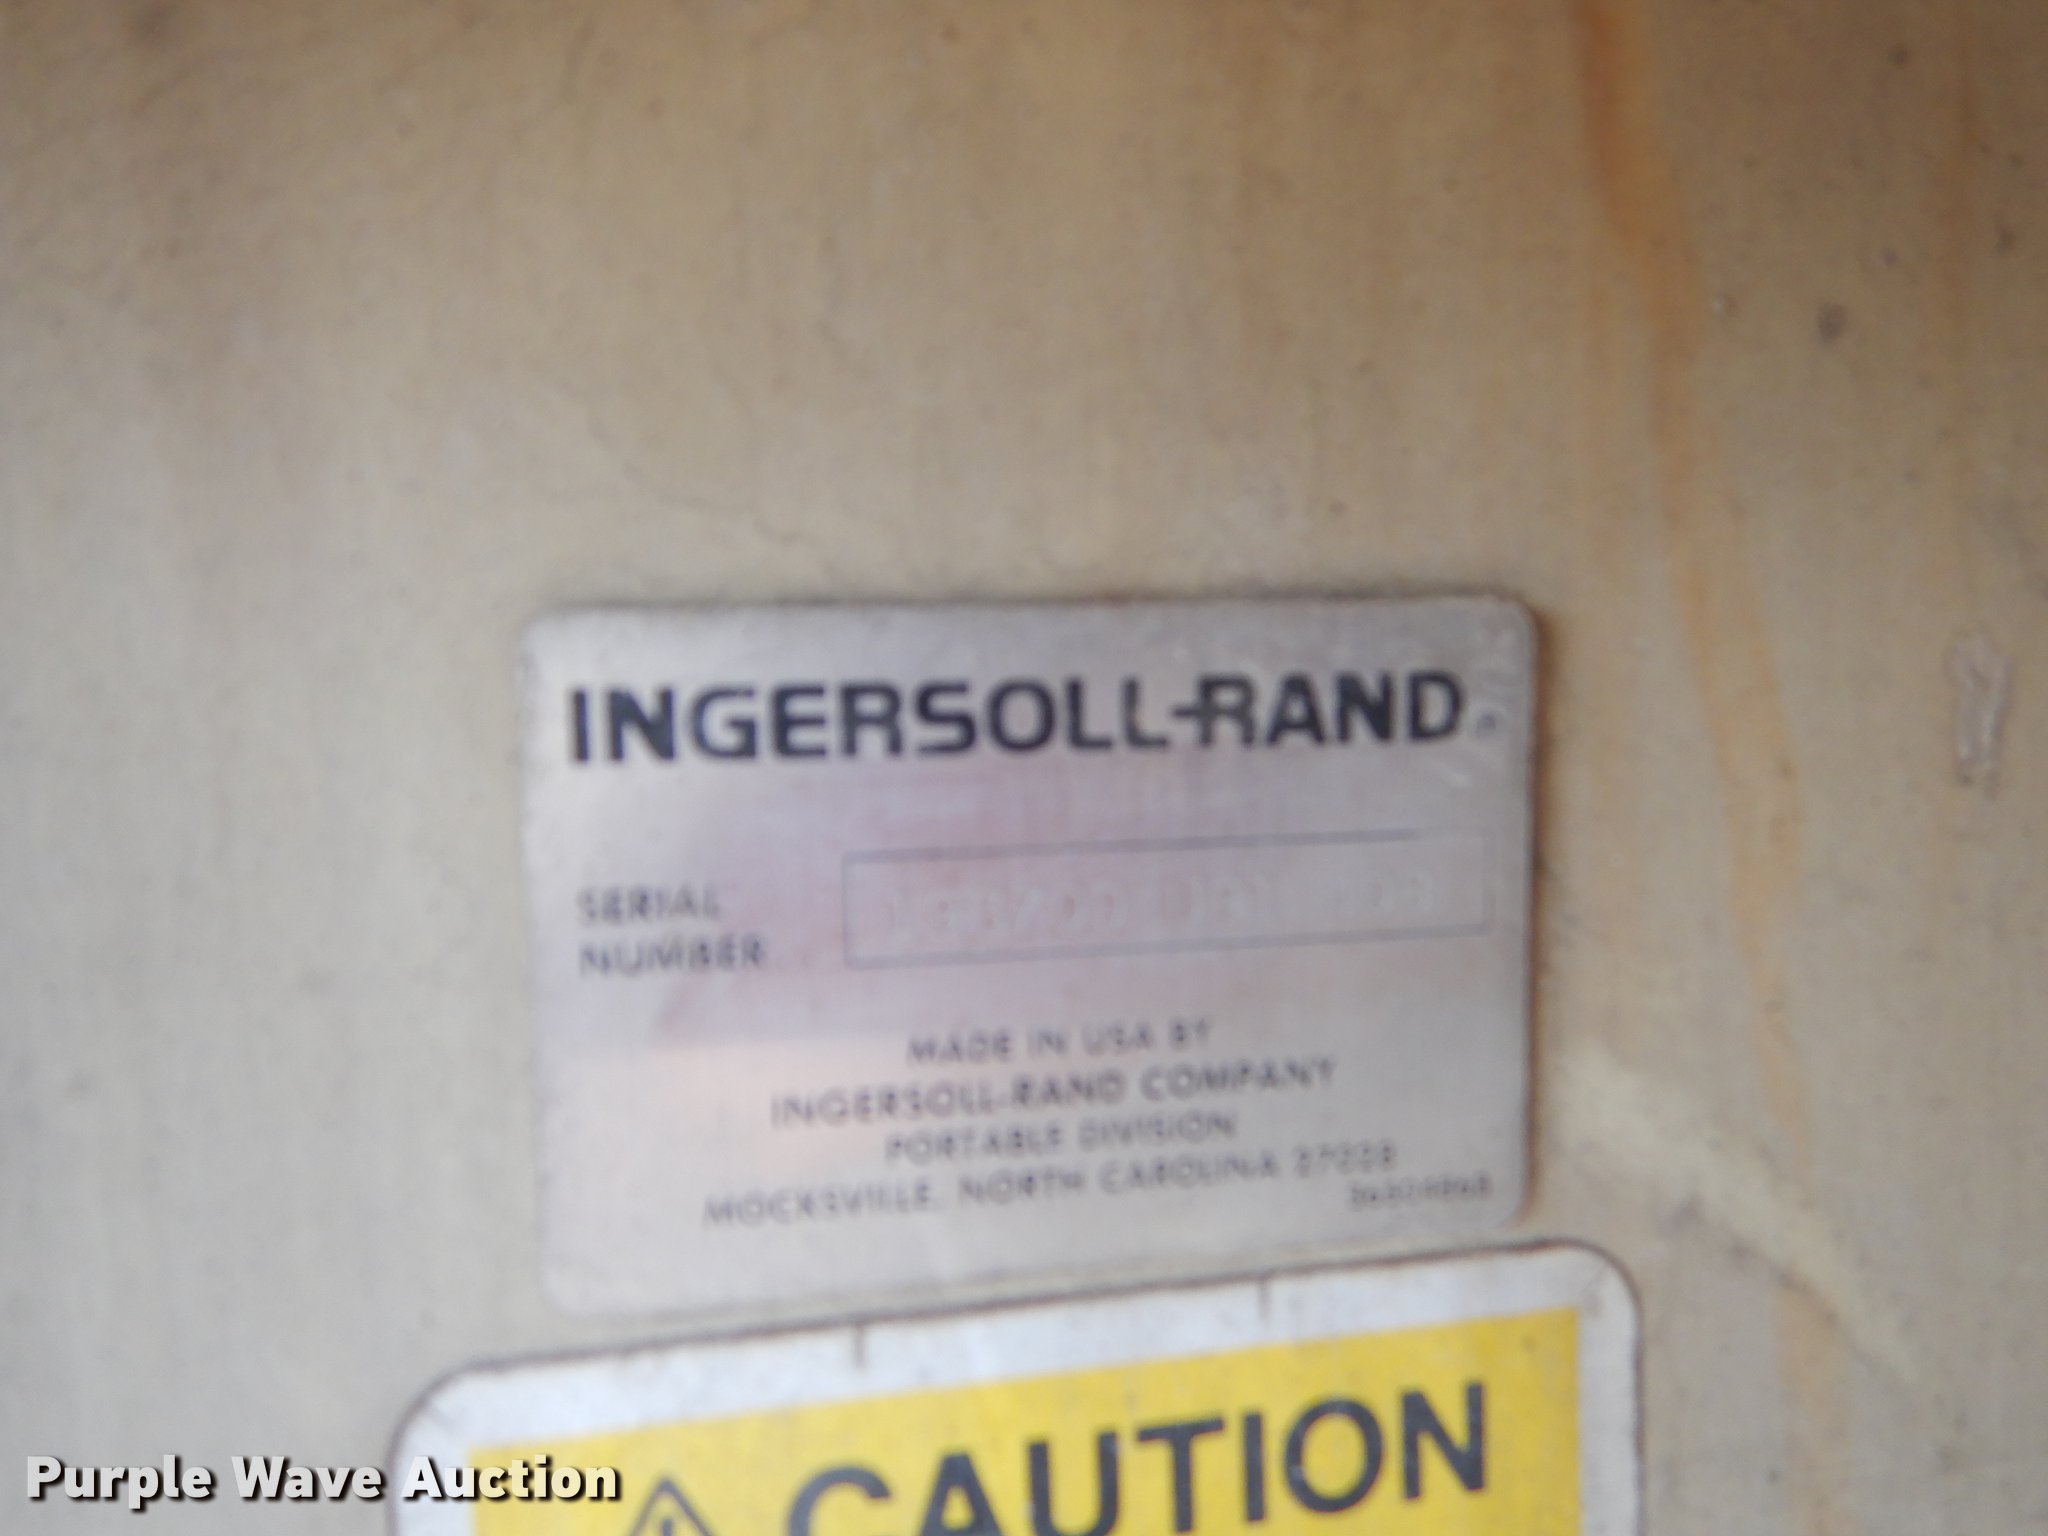 INGERSOLL-RAND
SERIAL
NUMBER
MADE IN USA BY
INGERSOLL-RAND COMPANY
PORTABLE DIVISION
MOCKSVILLE, NORTH CAROLINA
CAUTION
Purple Wave Auction